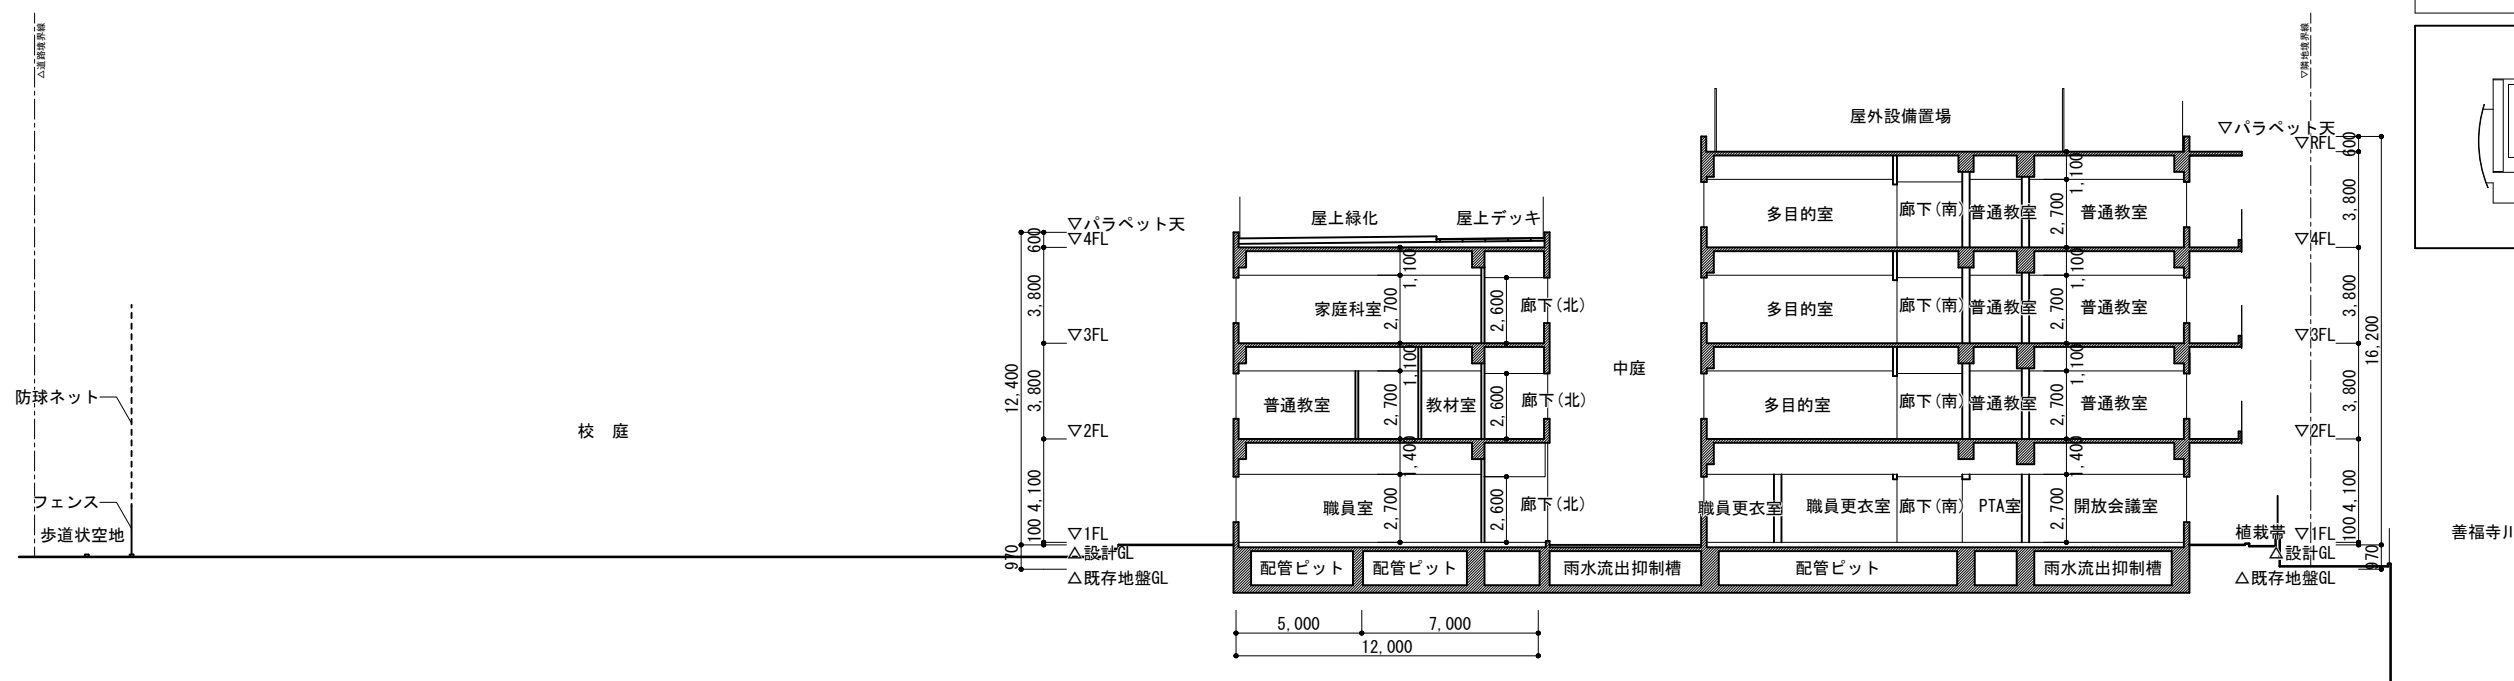 △道路境界線
▽隣地境界線
屋外設備置場
▽パラペット天
▽RFL
600
1,100
多目的室
廊下(南)
普通教室
2,700
普通教室
3,800
屋上緑化
屋上デッキ
▽パラペット天
▽4FL
600
▽4FL
1,100
1,100
3,800
家庭科室
2,700
2,600
廊下(北)
多目的室
廊下(南)
普通教室
2,700
普通教室
3,800
▽3FL
▽3FL
16,200
1,100
1,100
中庭
防球ネット
12,400
3,800
普通教室
2,700
教材室
2,600
廊下(北)
多目的室
廊下(南)
普通教室
2,700
普通教室
3,800
校 庭
▽2FL
▽2FL
1,400
1,400
フェンス
歩道状空地
4,100
職員室
2,700
2,600
廊下(北)
職員更衣室
職員更衣室
廊下(南)
PTA室
2,700
開放会議室
4,100
植栽帯
善福寺川
▽1FL
100
▽1FL
100
△設計GL
970
△設計GL
970
△既存地盤GL
配管ピット
配管ピット
雨水流出抑制槽
配管ピット
雨水流出抑制槽
△既存地盤GL
5,000
7,000
12,000